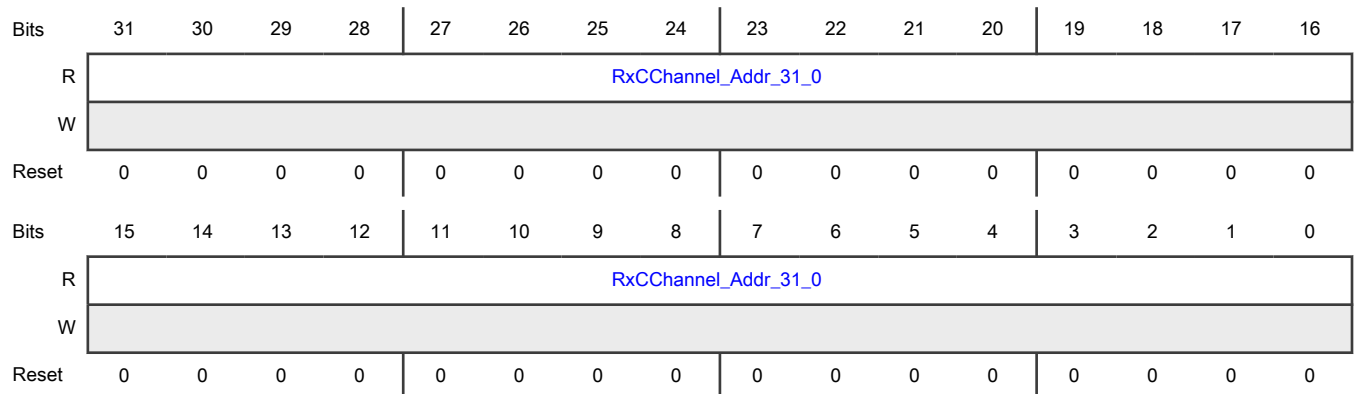 Bits 31 30 29 28 27 26 25 24 23 22 21 20 19 18 17 16
R RxCChannel_Addr_31_0
W
Reset 0 0 0 0 0 0 0 0 0 0 0 0 0 0 0 0
Bits 15 14 13 12 11 10 9 8 7 6 5 4 3 2 1 0
R RxCChannel_Addr_31_0
W
Reset 0 0 0 0 0 0 0 0 0 0 0 0 0 0 0 0